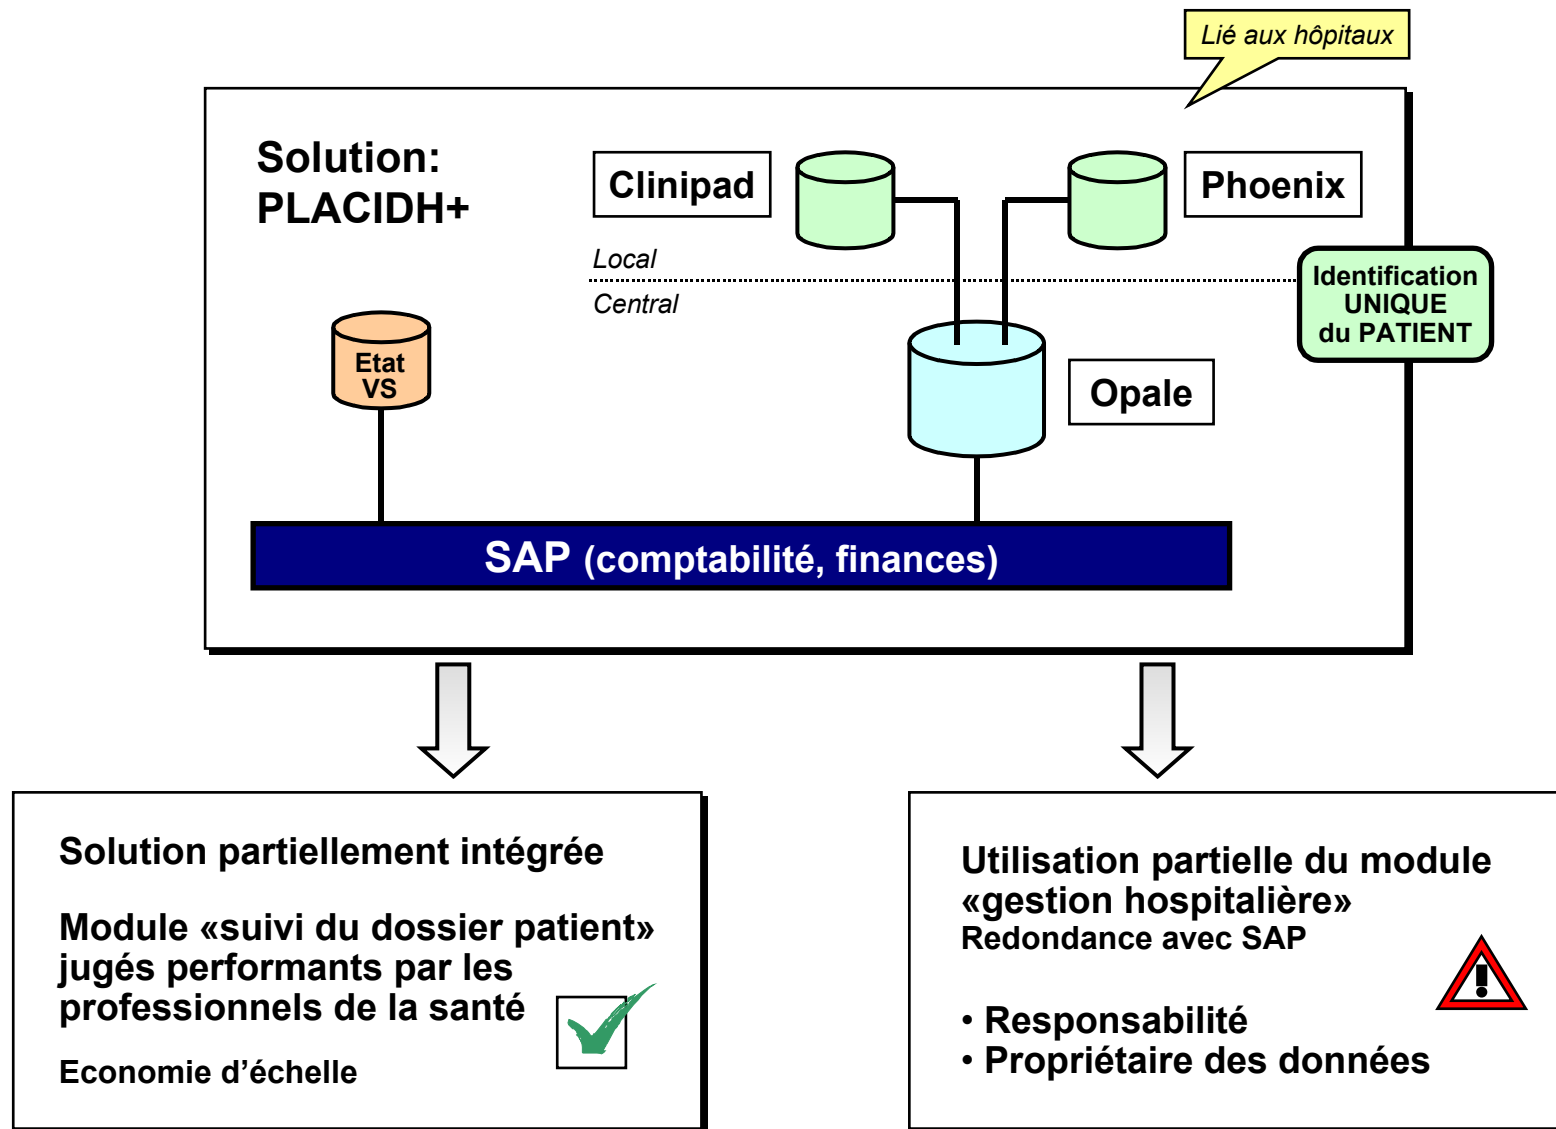 Lié aux hôpitaux
Solution:
PLACIDH+
Clinipad
Phoenix
Local
Central
Identification
UNIQUE
du PATIENT
Etat
VS
Opale
SAP (comptabilité, finances)
Solution partiellement intégrée
Module «suivi du dossier patient»
jugés performants par les
professionnels de la santé
Economie d’échelle
Utilisation partielle du module
«gestion hospitalière»
Redondance avec SAP
• Responsabilité
• Propriétaire des données